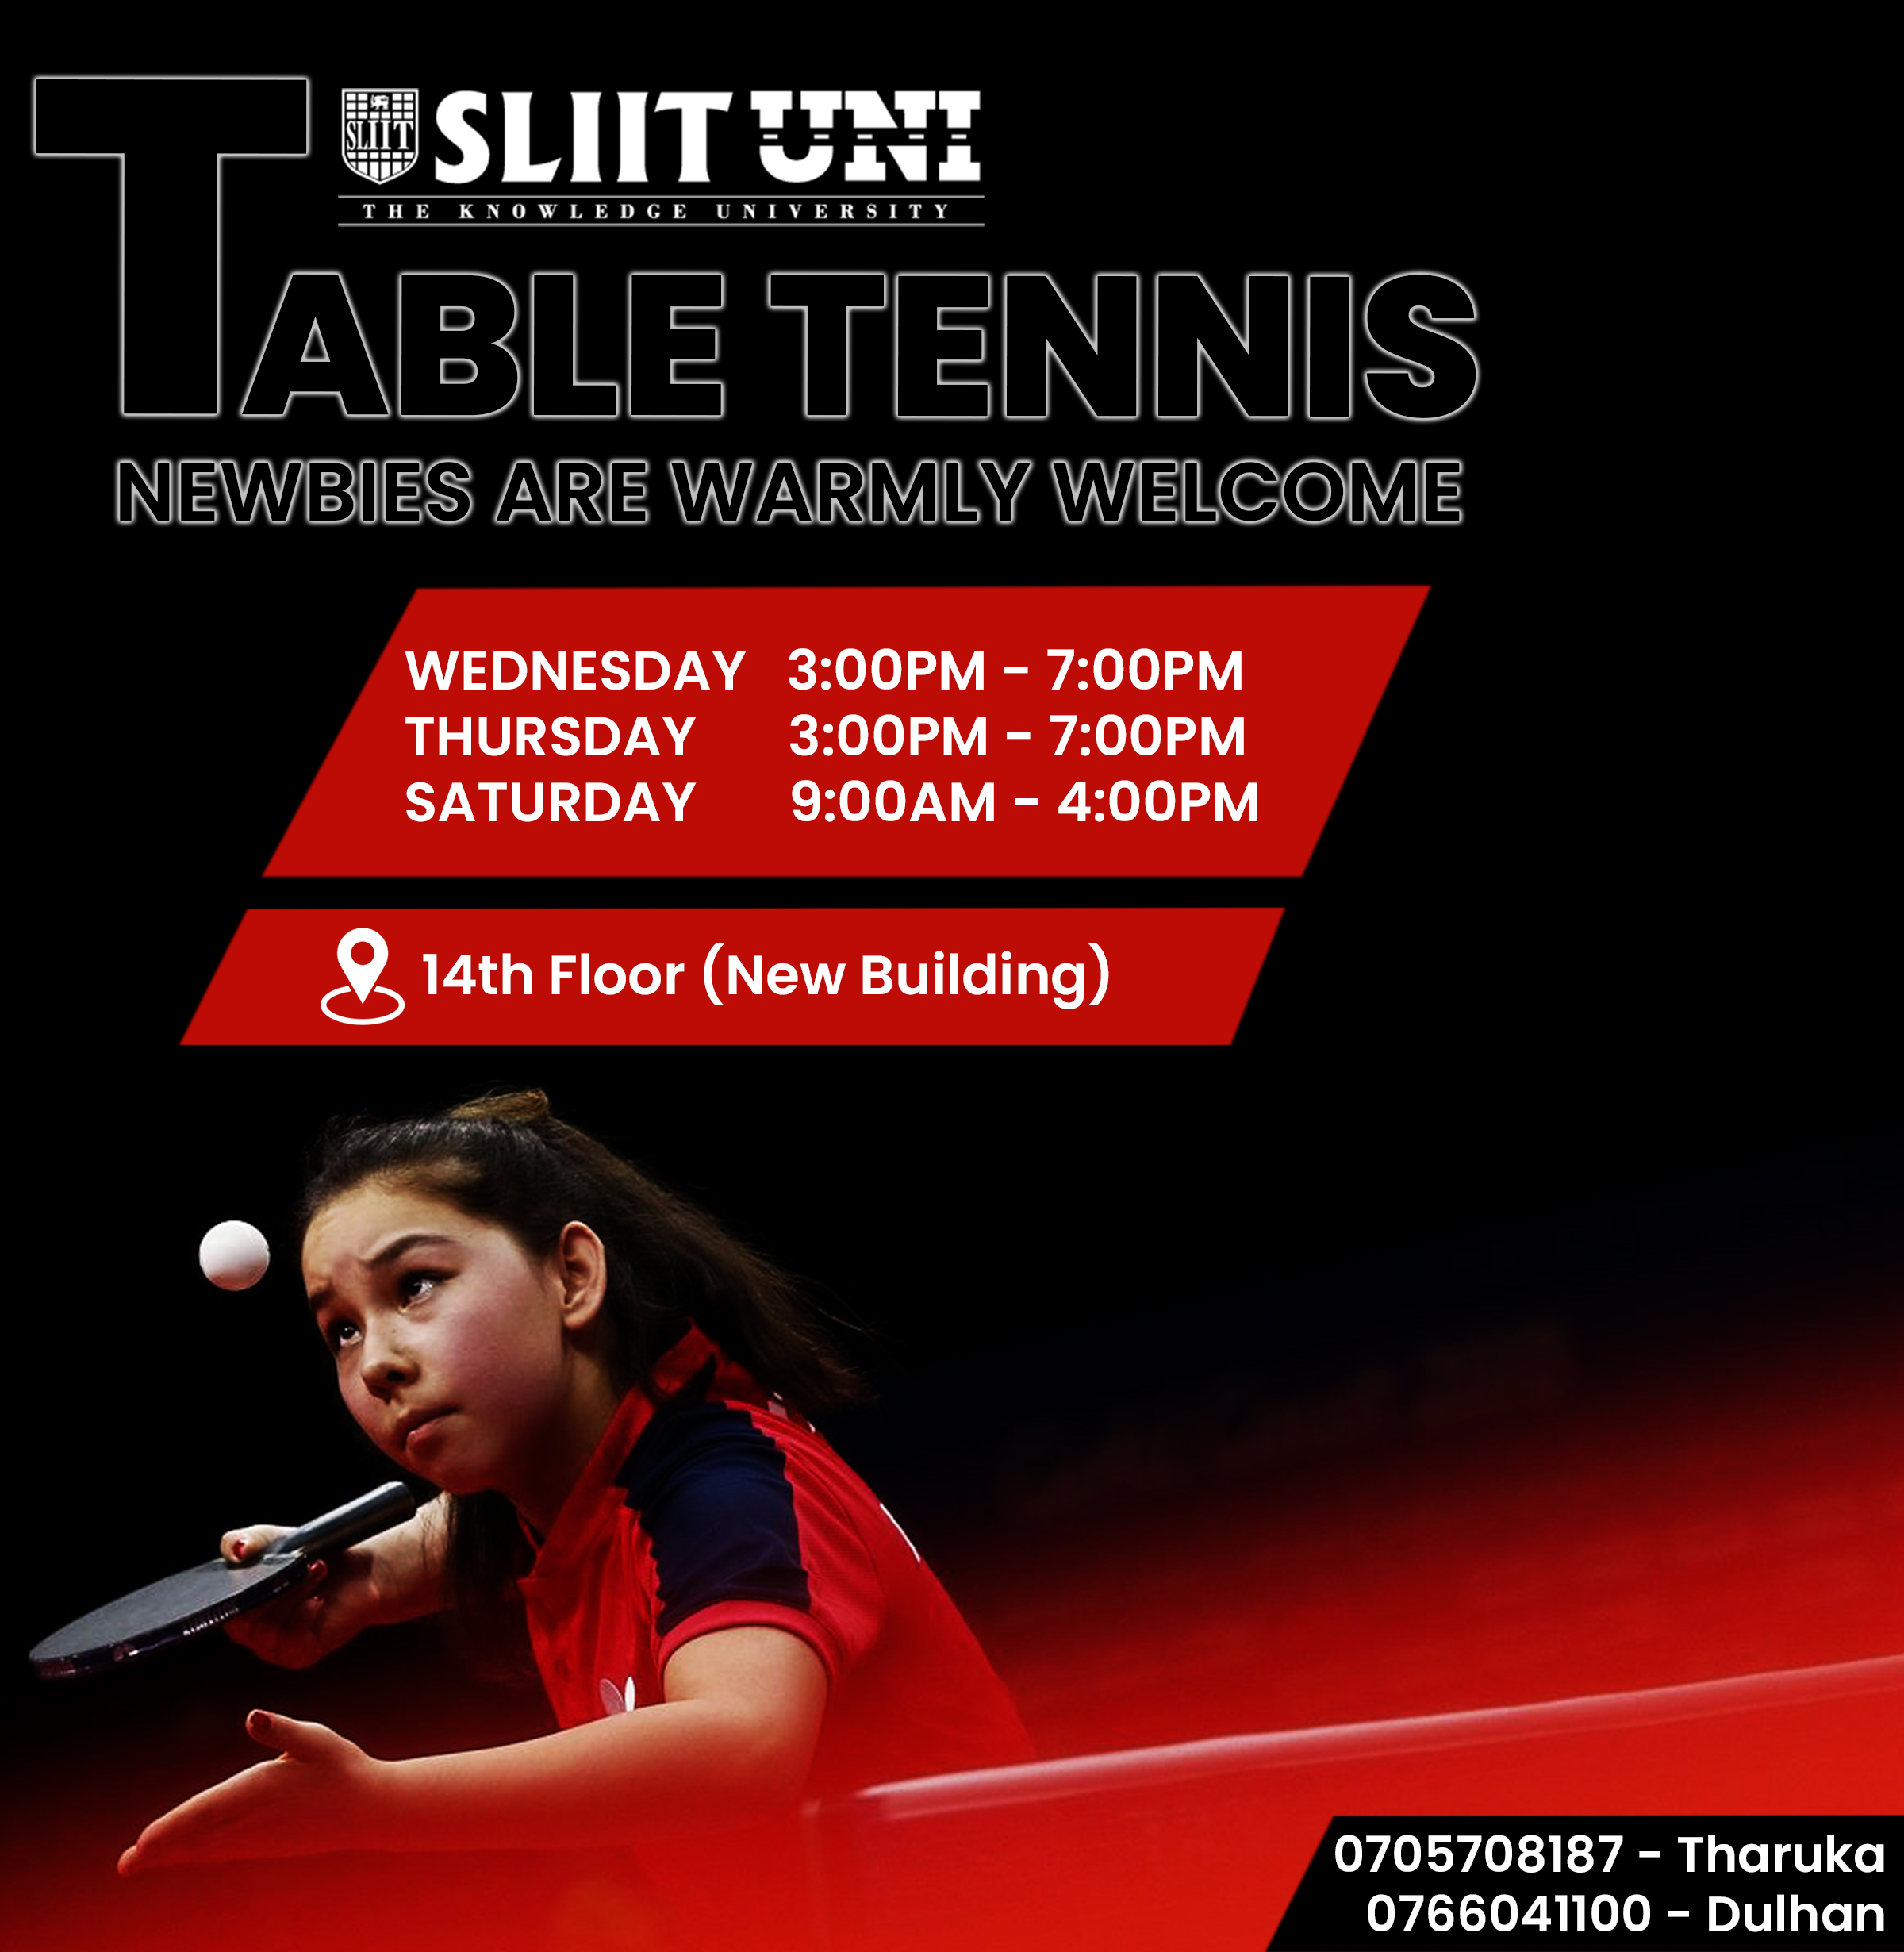 SLIIT
SLIIT UNI
THE KNOWLEDGE UNIVERSITY
TABLE TENNIS
NEWBIES ARE WARMLY WELCOME
WEDNESDAY 3:00PM - 7:00PM
THURSDAY 3:00PM - 7:00PM
SATURDAY 9:00AM - 4:00PM
14th Floor (New Building)
0705708187 - Tharuka
0766041100 - Dulhan